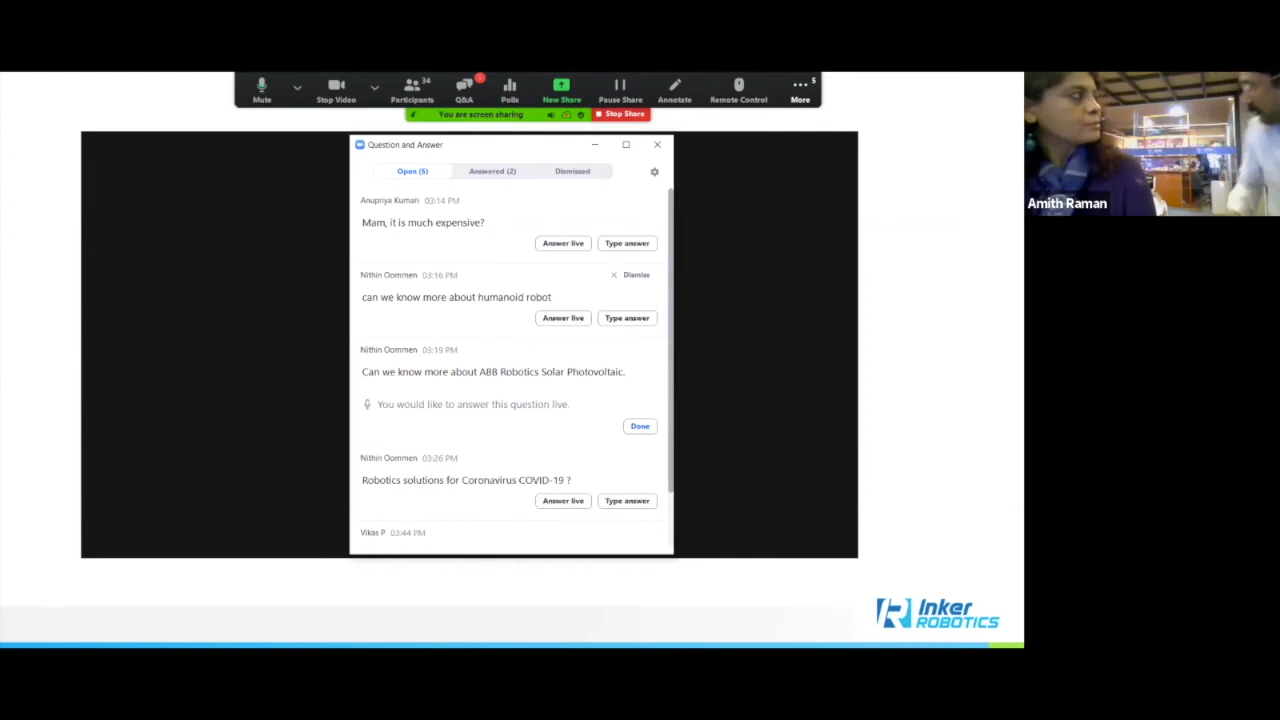 34
5
Mute
Stop Video
Participants
Q&A
Polls
New Share
Pause Share
Annotate
Remote Control
More
You are screen sharing
Stop Share
Amith Raman
Question and Answer
Open (5)
Answered (2)
Dismissed
Anupriya Kumari 03:14 PM
Mam, it is much expensive?
Answer live
Type answer
Nithin Oommen 03:16 PM
Dismiss
can we know more about humanoid robot
Answer live
Type answer
Nithin Oommen 03:19 PM
Can we know more about ABB Robotics Solar Photovoltaic.
You would like to answer this question live.
Done
Nithin Oommen 03:26 PM
Robotics solutions for Coronavirus COVID-19 ?
Answer live
Type answer
Vikas P 03:44 PM
Inker
ROBOTICS